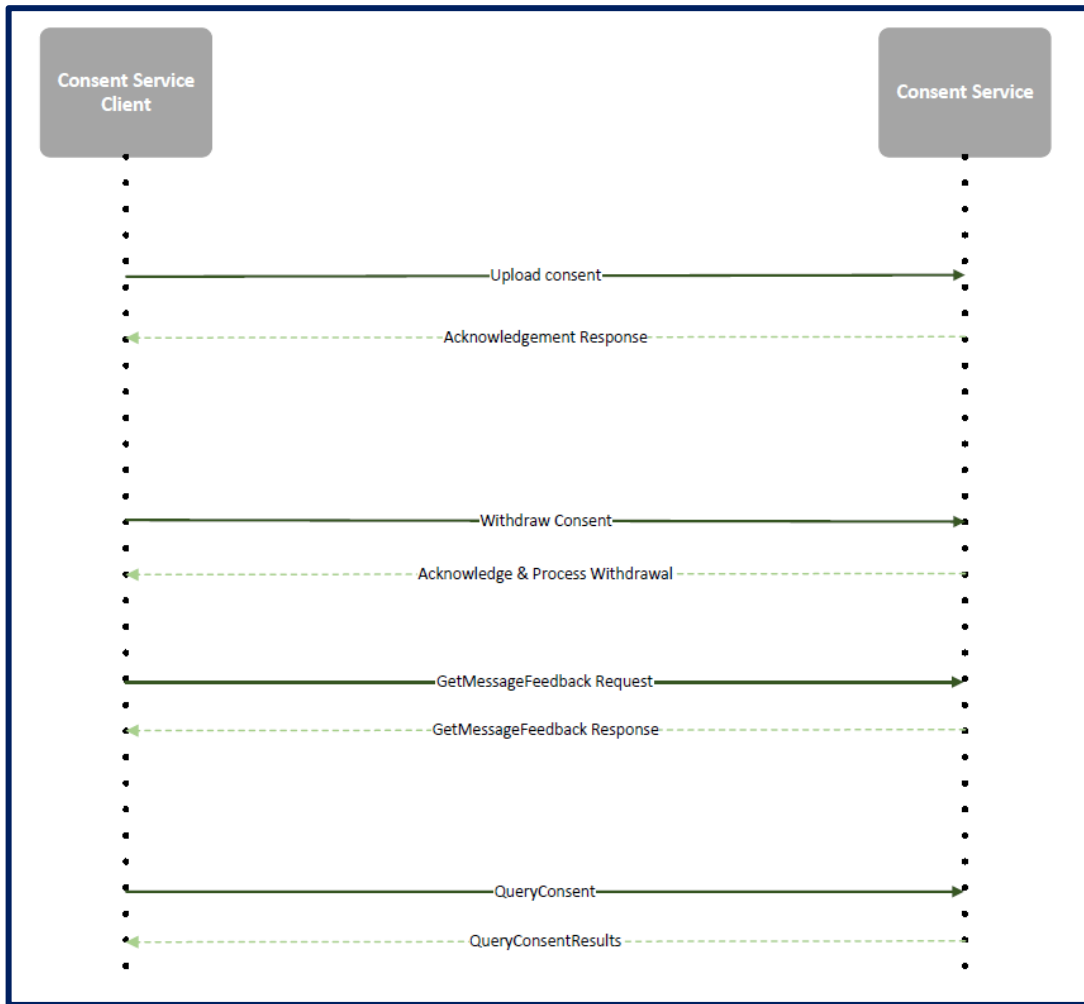 Consent Service
Client
Consent Service
Upload consent
Acknowledgement Response
Withdraw Consent
Acknowledge & Process Withdrawal
GetMessageFeedback Request
GetMessageFeedback Response
QueryConsent
QueryConsentResults